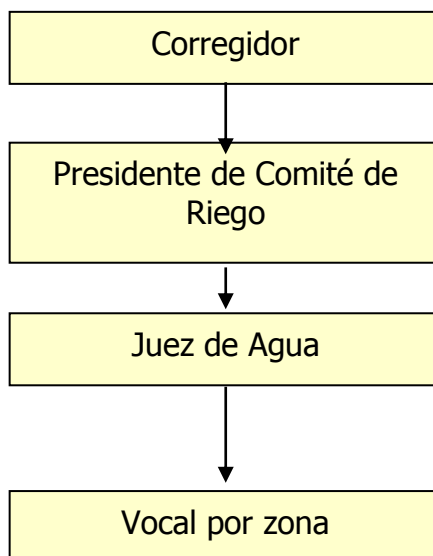 Corregidor
Presidente de Comité de
Riego
Juez de Agua
Vocal por zona